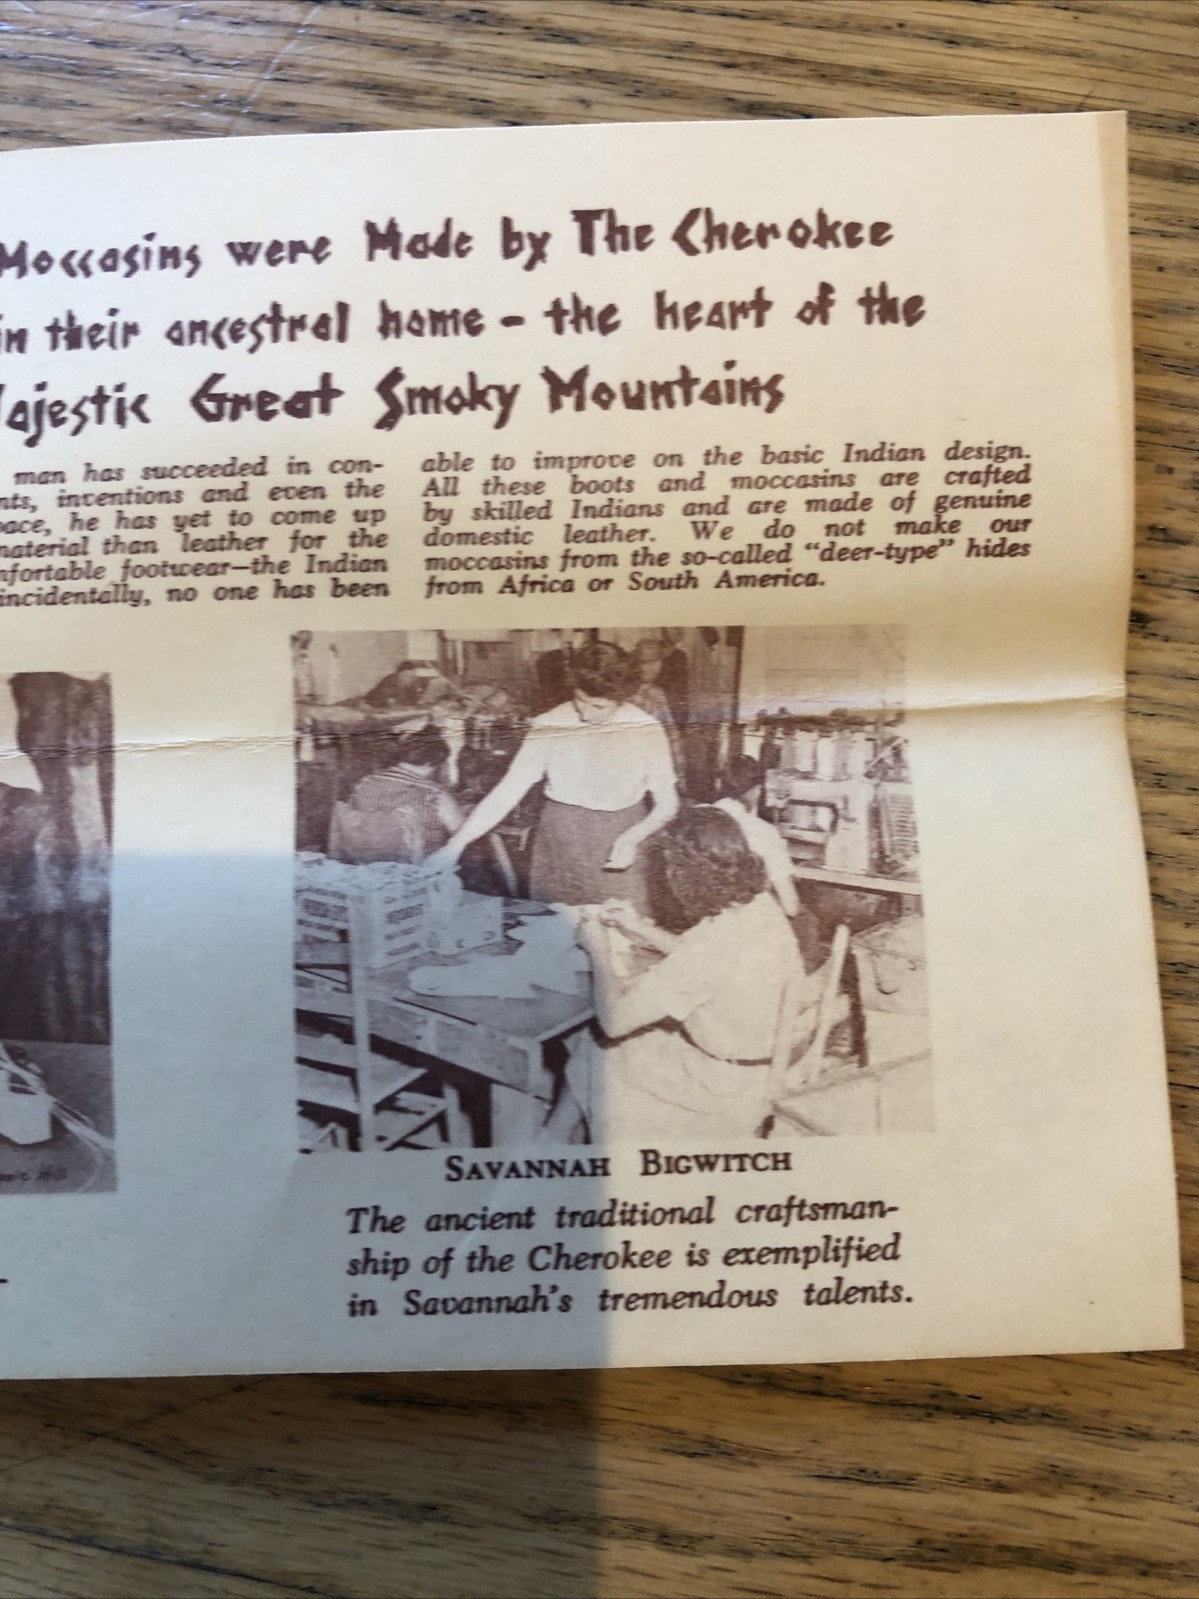 Moccasins were Made by The Cherokee
in their ancestral home - the heart of the
Majestic Great Smoky Mountains
man has succeeded in con-
nts, inventions and even the
pace, he has yet to come up
material than leather for the
mfortable footwear—the Indian
incidentally, no one has been
able to improve on the basic Indian design.
All these boots and moccasins are crafted
by skilled Indians and are made of genuine
domestic leather. We do not make our
moccasins from the so-called "deer-type" hides
from Africa or South America.
SAVANNAH BIGWITCH
The ancient traditional craftsman-
ship of the Cherokee is exemplified
in Savannah's tremendous talents.